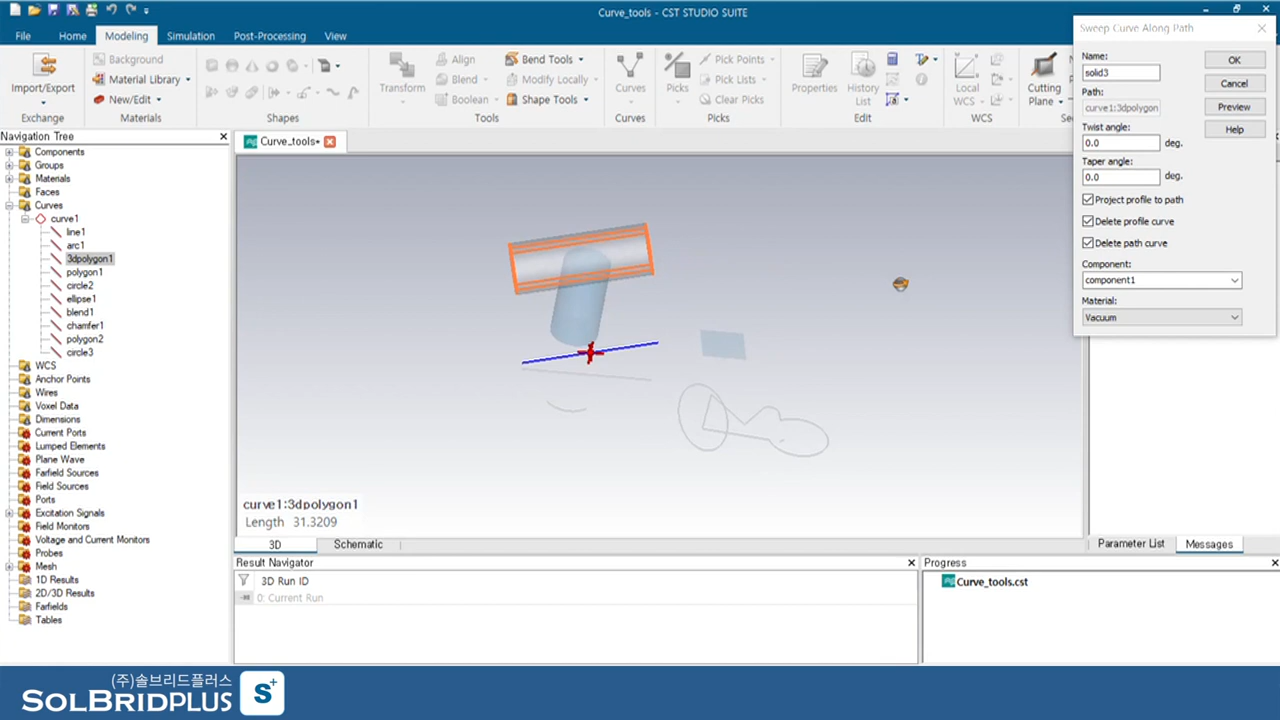 Curve_tools - CST STUDIO SUITE
File Home Modeling Simulation Post-Processing View
Import/Export
Exchange
Background
Material Library
New/Edit
Materials
Shapes
Transform
Align
Blend
Boolean
Bend Tools
Modify Locally
Shape Tools
Tools
Curves
Curves
Picks
Pick Points
Pick Lists
Clear Picks
Picks
Properties
History
List
Edit
Local
WCS
WCS
Cutting
Plane
Sweep Curve Along Path
Name:
solid3
Path:
curve1:3dpolygon
Twist angle:
0.0 deg.
Taper angle:
0.0 deg.
Project profile to path
Delete profile curve
Delete path curve
Component:
component1
Material:
Vacuum
OK
Cancel
Preview
Help
Navigation Tree
Components
Groups
Materials
Faces
Curves
curve1
line1
arc1
3dpolygon1
polygon1
circle2
ellipse1
blend1
chamfer1
polygon2
circle3
WCS
Anchor Points
Wires
Voxel Data
Dimensions
Current Ports
Lumped Elements
Plane Wave
Farfield Sources
Field Sources
Ports
Excitation Signals
Field Monitors
Voltage and Current Monitors
Probes
Mesh
1D Results
2D/3D Results
Farfields
Tables
Curve_tools*
curve1:3dpolygon1
Length 31.3209
3D Schematic
Parameter List Messages
Result Navigator
3D Run ID
0: Current Run
Progress
Curve_tools.cst
(주)솔브리드플러스
SOLBRIDPLUS
S+